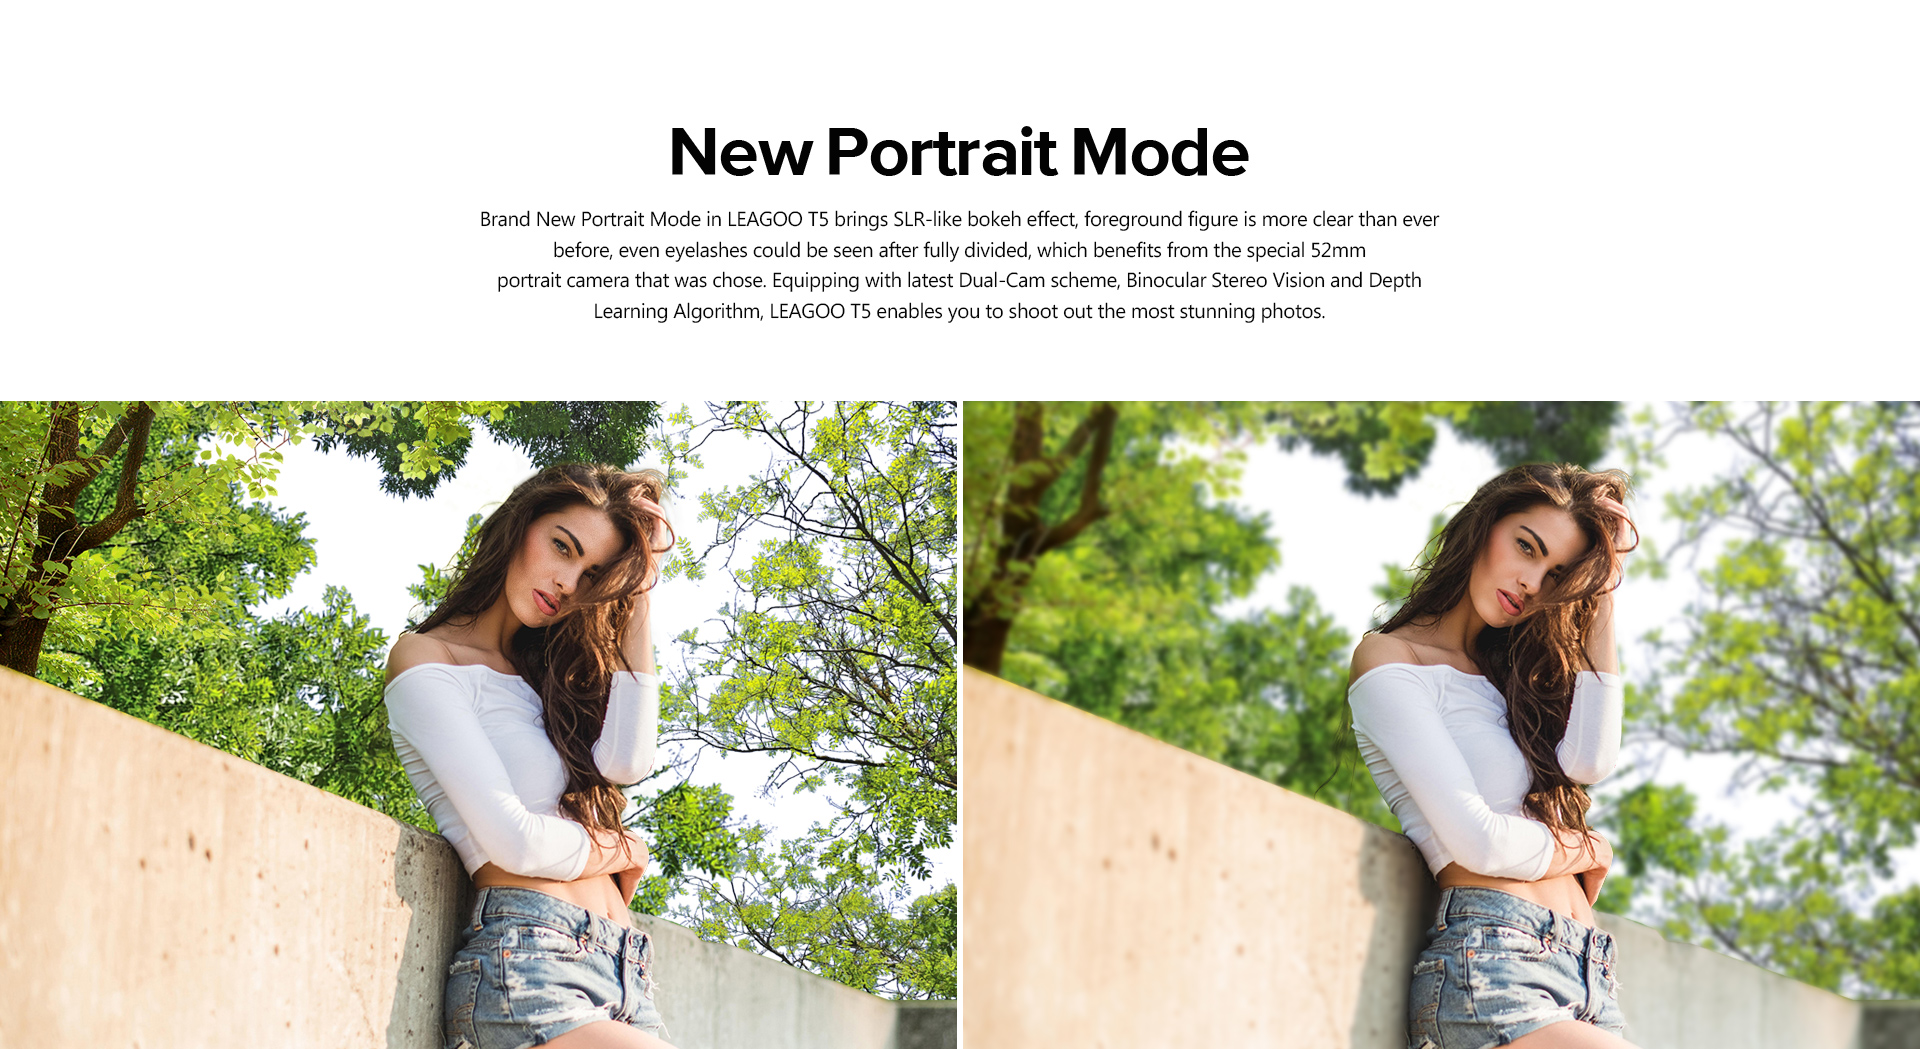 New Portrait Mode
Brand New Portrait Mode in LEAGOO T5 brings SLR-like bokeh effect, foreground figure is more clear than ever
before, even eyelashes could be seen after fully divided, which benefits from the special 52mm
portrait camera that was chose. Equipping with latest Dual-Cam scheme, Binocular Stereo Vision and Depth
Learning Algorithm, LEAGOO T5 enables you to shoot out the most stunning photos.